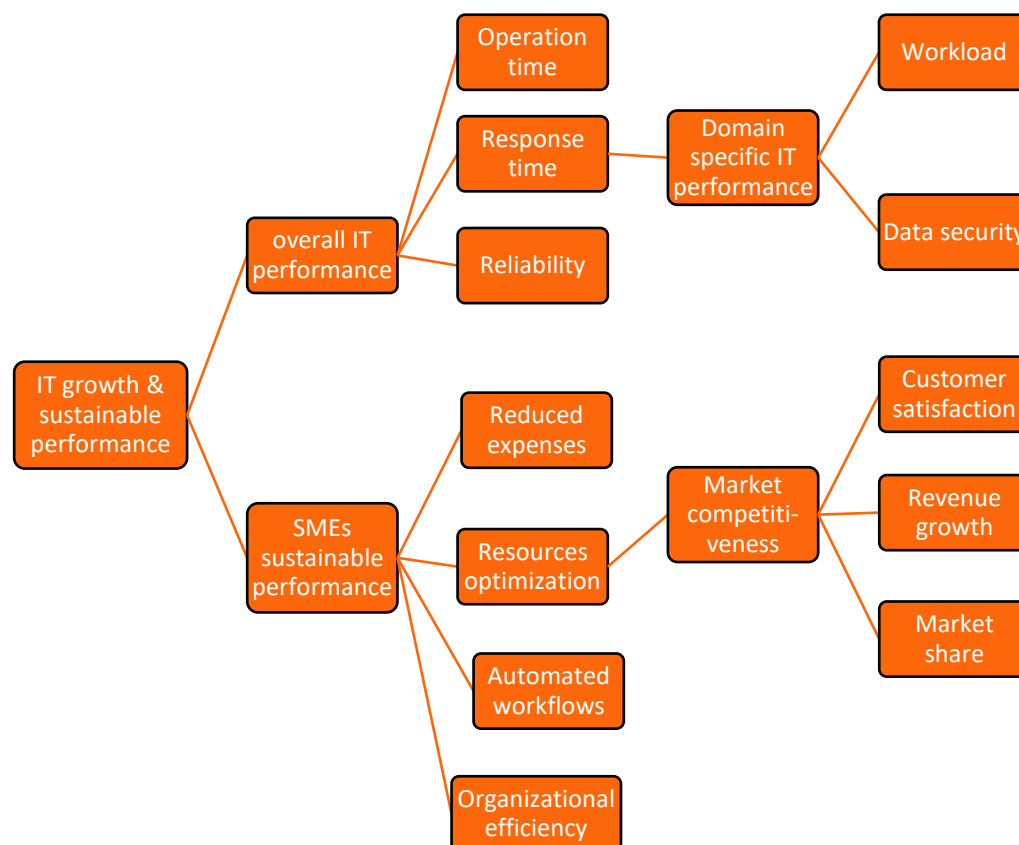 Operation
time
Workload
Response
time
Domain
specific IT
performance
overall IT
performance
Reliability
Data security
IT growth &
sustainable
performance
Reduced
expenses
Customer
satisfaction
SMEs
sustainable
performance
Resources
optimization
Market
competiti-
veness
Revenue
growth
Automated
workflows
Market
share
Organizational
efficiency